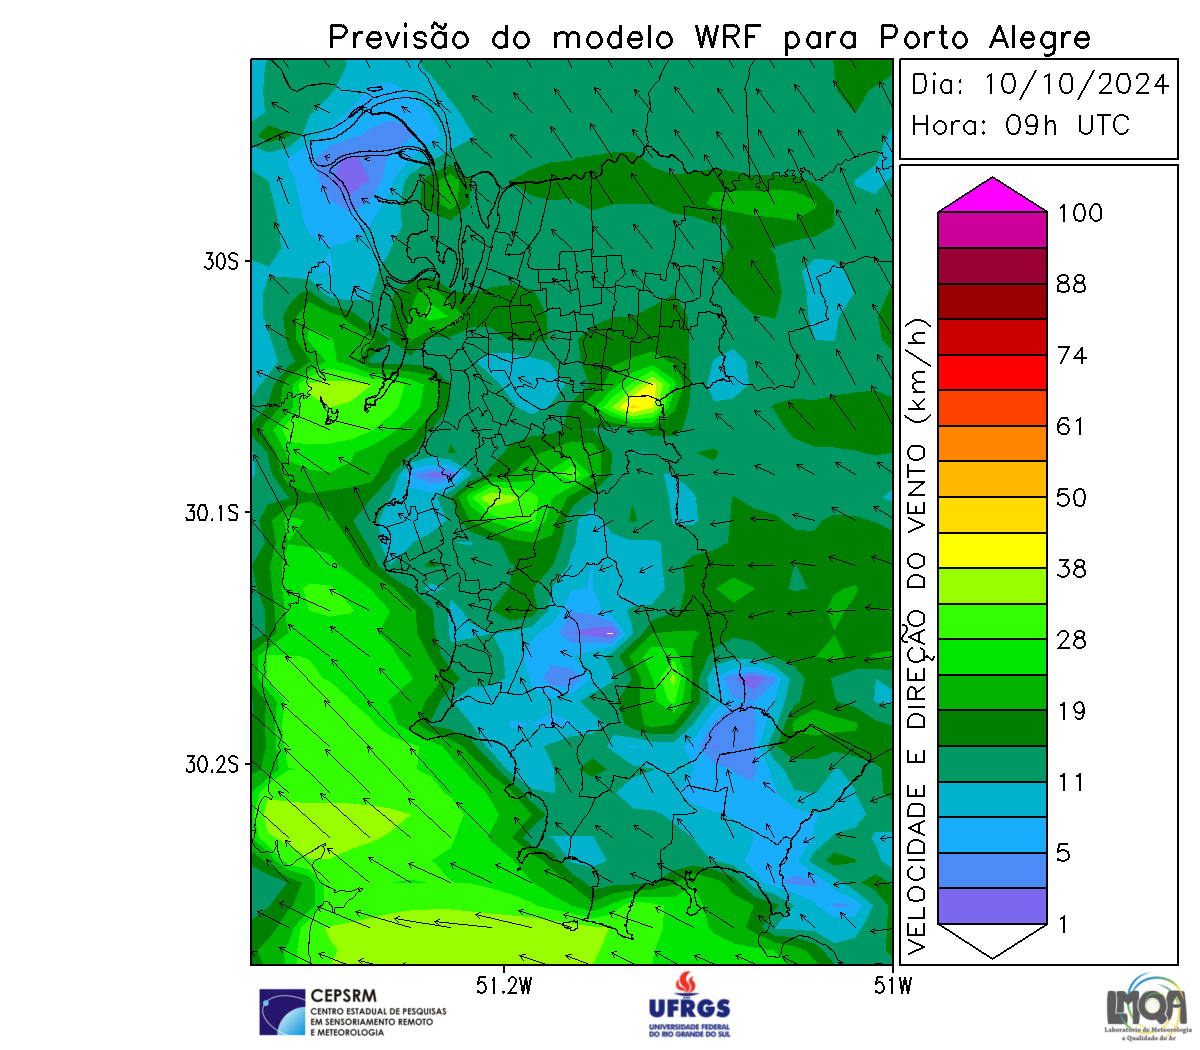 Previsão do modelo WRF para Porto Alegre
Dia: 10/10/2024
Hora: 09h UTC
30S
30.1S
30.2S
51.2W
51W
VELOCIDADE E DIREÇÃO DO VENTO (km/h)
100
88
74
61
50
38
28
19
11
5
1
CEPSRM
CENTRO ESTADUAL DE PESQUISAS
EM SENSORIAMENTO REMOTO
E METEOROLOGIA
UFRGS
UNIVERSIDADE FEDERAL
DO RIO GRANDE DO SUL
LMQA
Laboratório de Meteorologia
e Qualidade do Ar